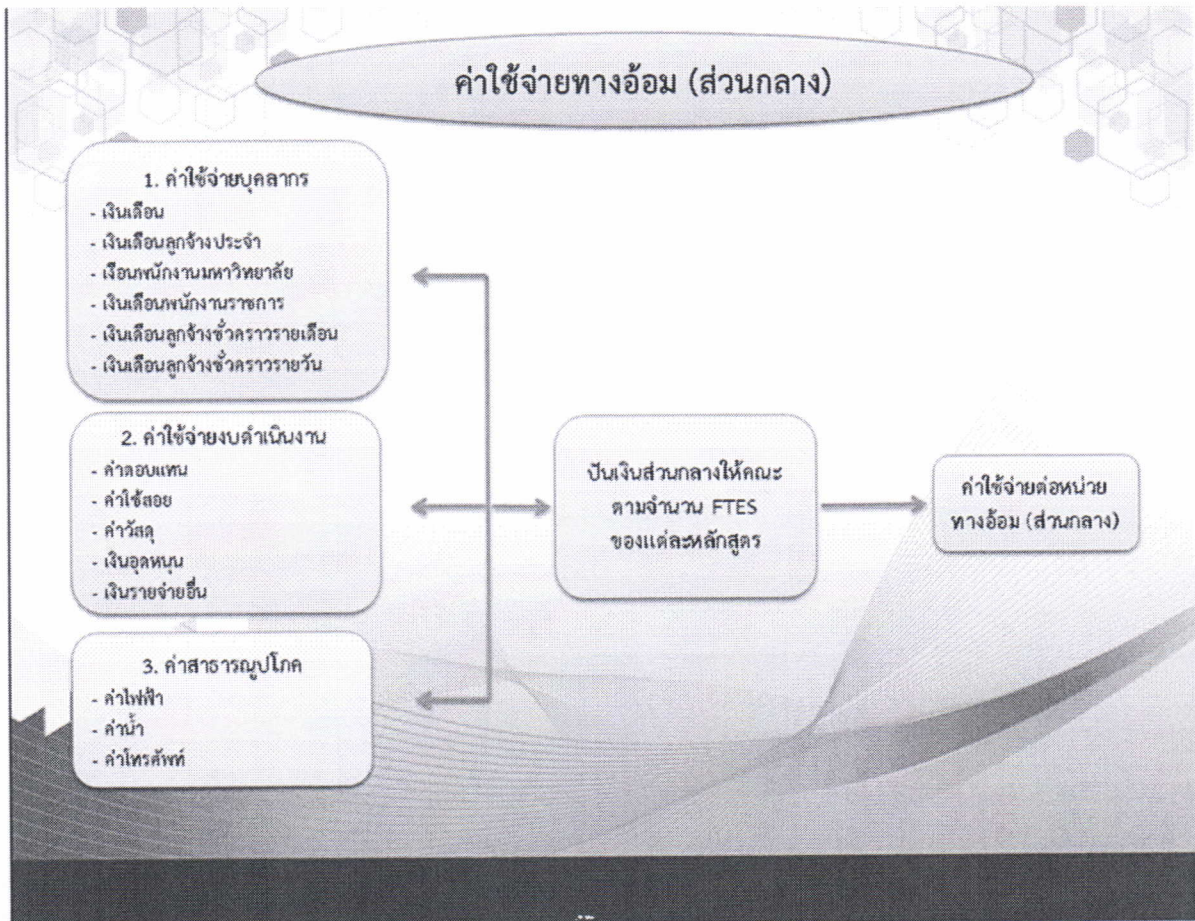 ค่าใช้จ่ายทางอ้อม (ส่วนกลาง)
1. ค่าใช้จ่ายบุคลากร
- เงินเดือน
- เงินเดือนลูกจ้างประจำ
- เงือนพนักงานมหาวิทยาลัย
- เงินเดือนพนักงานราชการ
- เงินเดือนลูกจ้างชั่วคราวรายเดือน
- เงินเดือนลูกจ้างชั่วคราวรายวัน
2. ค่าใช้จ่ายงบดำเนินงาน
- ค่าตอบแทน
- ค่าใช้สอย
- ค่าวัสดุ
- เงินอุดหนุน
- เงินรายจ่ายอื่น
3. ค่าสาธารณูปโภค
- ค่าไฟฟ้า
- ค่าน้ำ
- ค่าโทรศัพท์
ปันเงินส่วนกลางให้คณะ
ตามจำนวน FTES
ของแต่ละหลักสูตร
ค่าใช้จ่ายต่อหน่วย
ทางอ้อม (ส่วนกลาง)